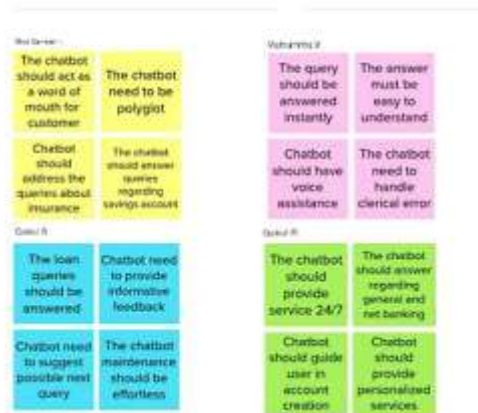 The chatbot
should act as
a word of
mouth for
customer
The chatbot
need to be
polyglot
Chatbot
should
address the
queries about
insurance
The chatbot
should answer
queries
regarding
savings account
The query
should be
answered
instantly
The answer
must be
easy to
understand
Chatbot
should have
voice
assistance
The chatbot
need to
handle
clerical error
The loan
queries
should be
answered
Chatbot need
to provide
informative
feedback
Chatbot need
to suggest
possible next
query
The chatbot
maintenance
should be
effortless
The chatbot
should
provide
service 24/7
The chatbot
should answer
regarding
general and
net banking
Chatbot
should guide
user in
account
creation
Chatbot
should
provide
personalized
services